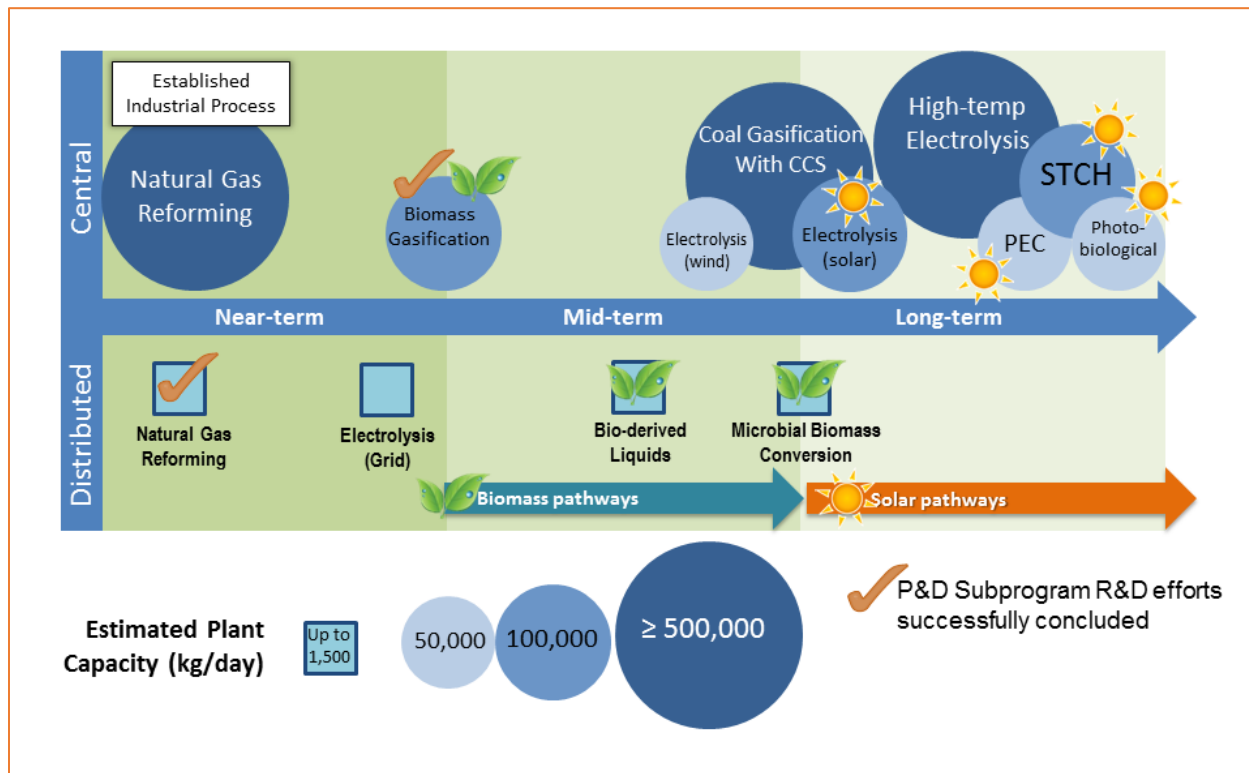 Established
Industrial Process
Central
Natural Gas
Reforming
Biomass
Gasification
Coal Gasification
With CCS
Electrolysis
(wind)
Electrolysis
(solar)
High-temp
Electrolysis
STCH
PEC
Photo-
biological
Near-term
Mid-term
Long-term
Distributed
Natural Gas
Reforming
Electrolysis
(Grid)
Bio-derived
Liquids
Microbial Biomass
Conversion
Biomass pathways
Solar pathways
Estimated Plant
Capacity (kg/day)
Up to
1,500
50,000
100,000
≥ 500,000
P&D Subprogram R&D efforts
successfully concluded